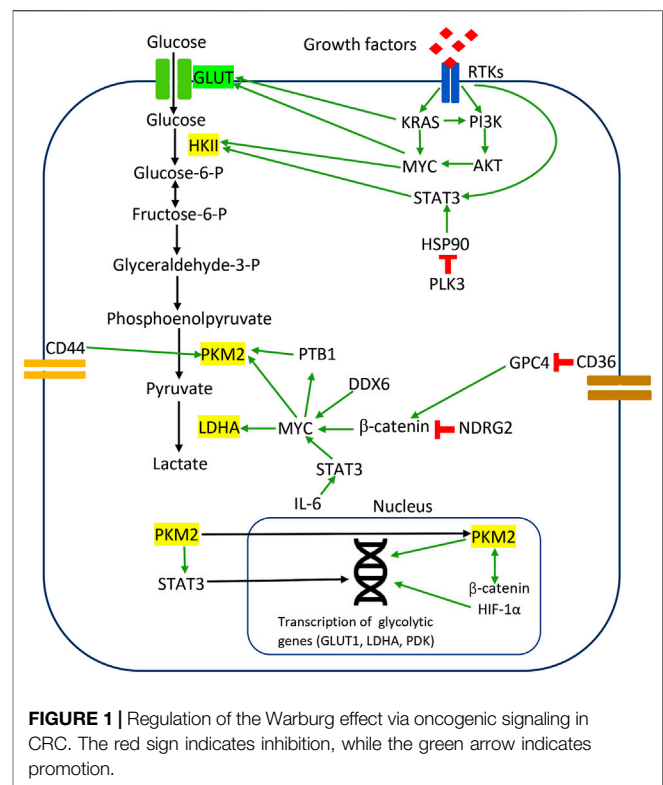 Glucose
Growth factors
RTKs
GLUT
Glucose
KRAS
PI3K
HKII
Glucose-6-P
MYC
AKT
STAT3
Fructose-6-P
HSP90
Glyceraldehyde-3-P
PLK3
Phosphoenolpyruvate
CD44
PKM2
PTB1
GPC4
CD36
Pyruvate
DDX6
LDHA
MYC
β-catenin
NDRG2
Lactate
STAT3
IL-6
Nucleus
PKM2
PKM2
STAT3
β-catenin
HIF-1α
Transcription of glycolytic
genes (GLUT1, LDHA, PDK)
FIGURE 1 | Regulation of the Warburg effect via oncogenic signaling in
CRC. The red sign indicates inhibition, while the green arrow indicates
promotion.